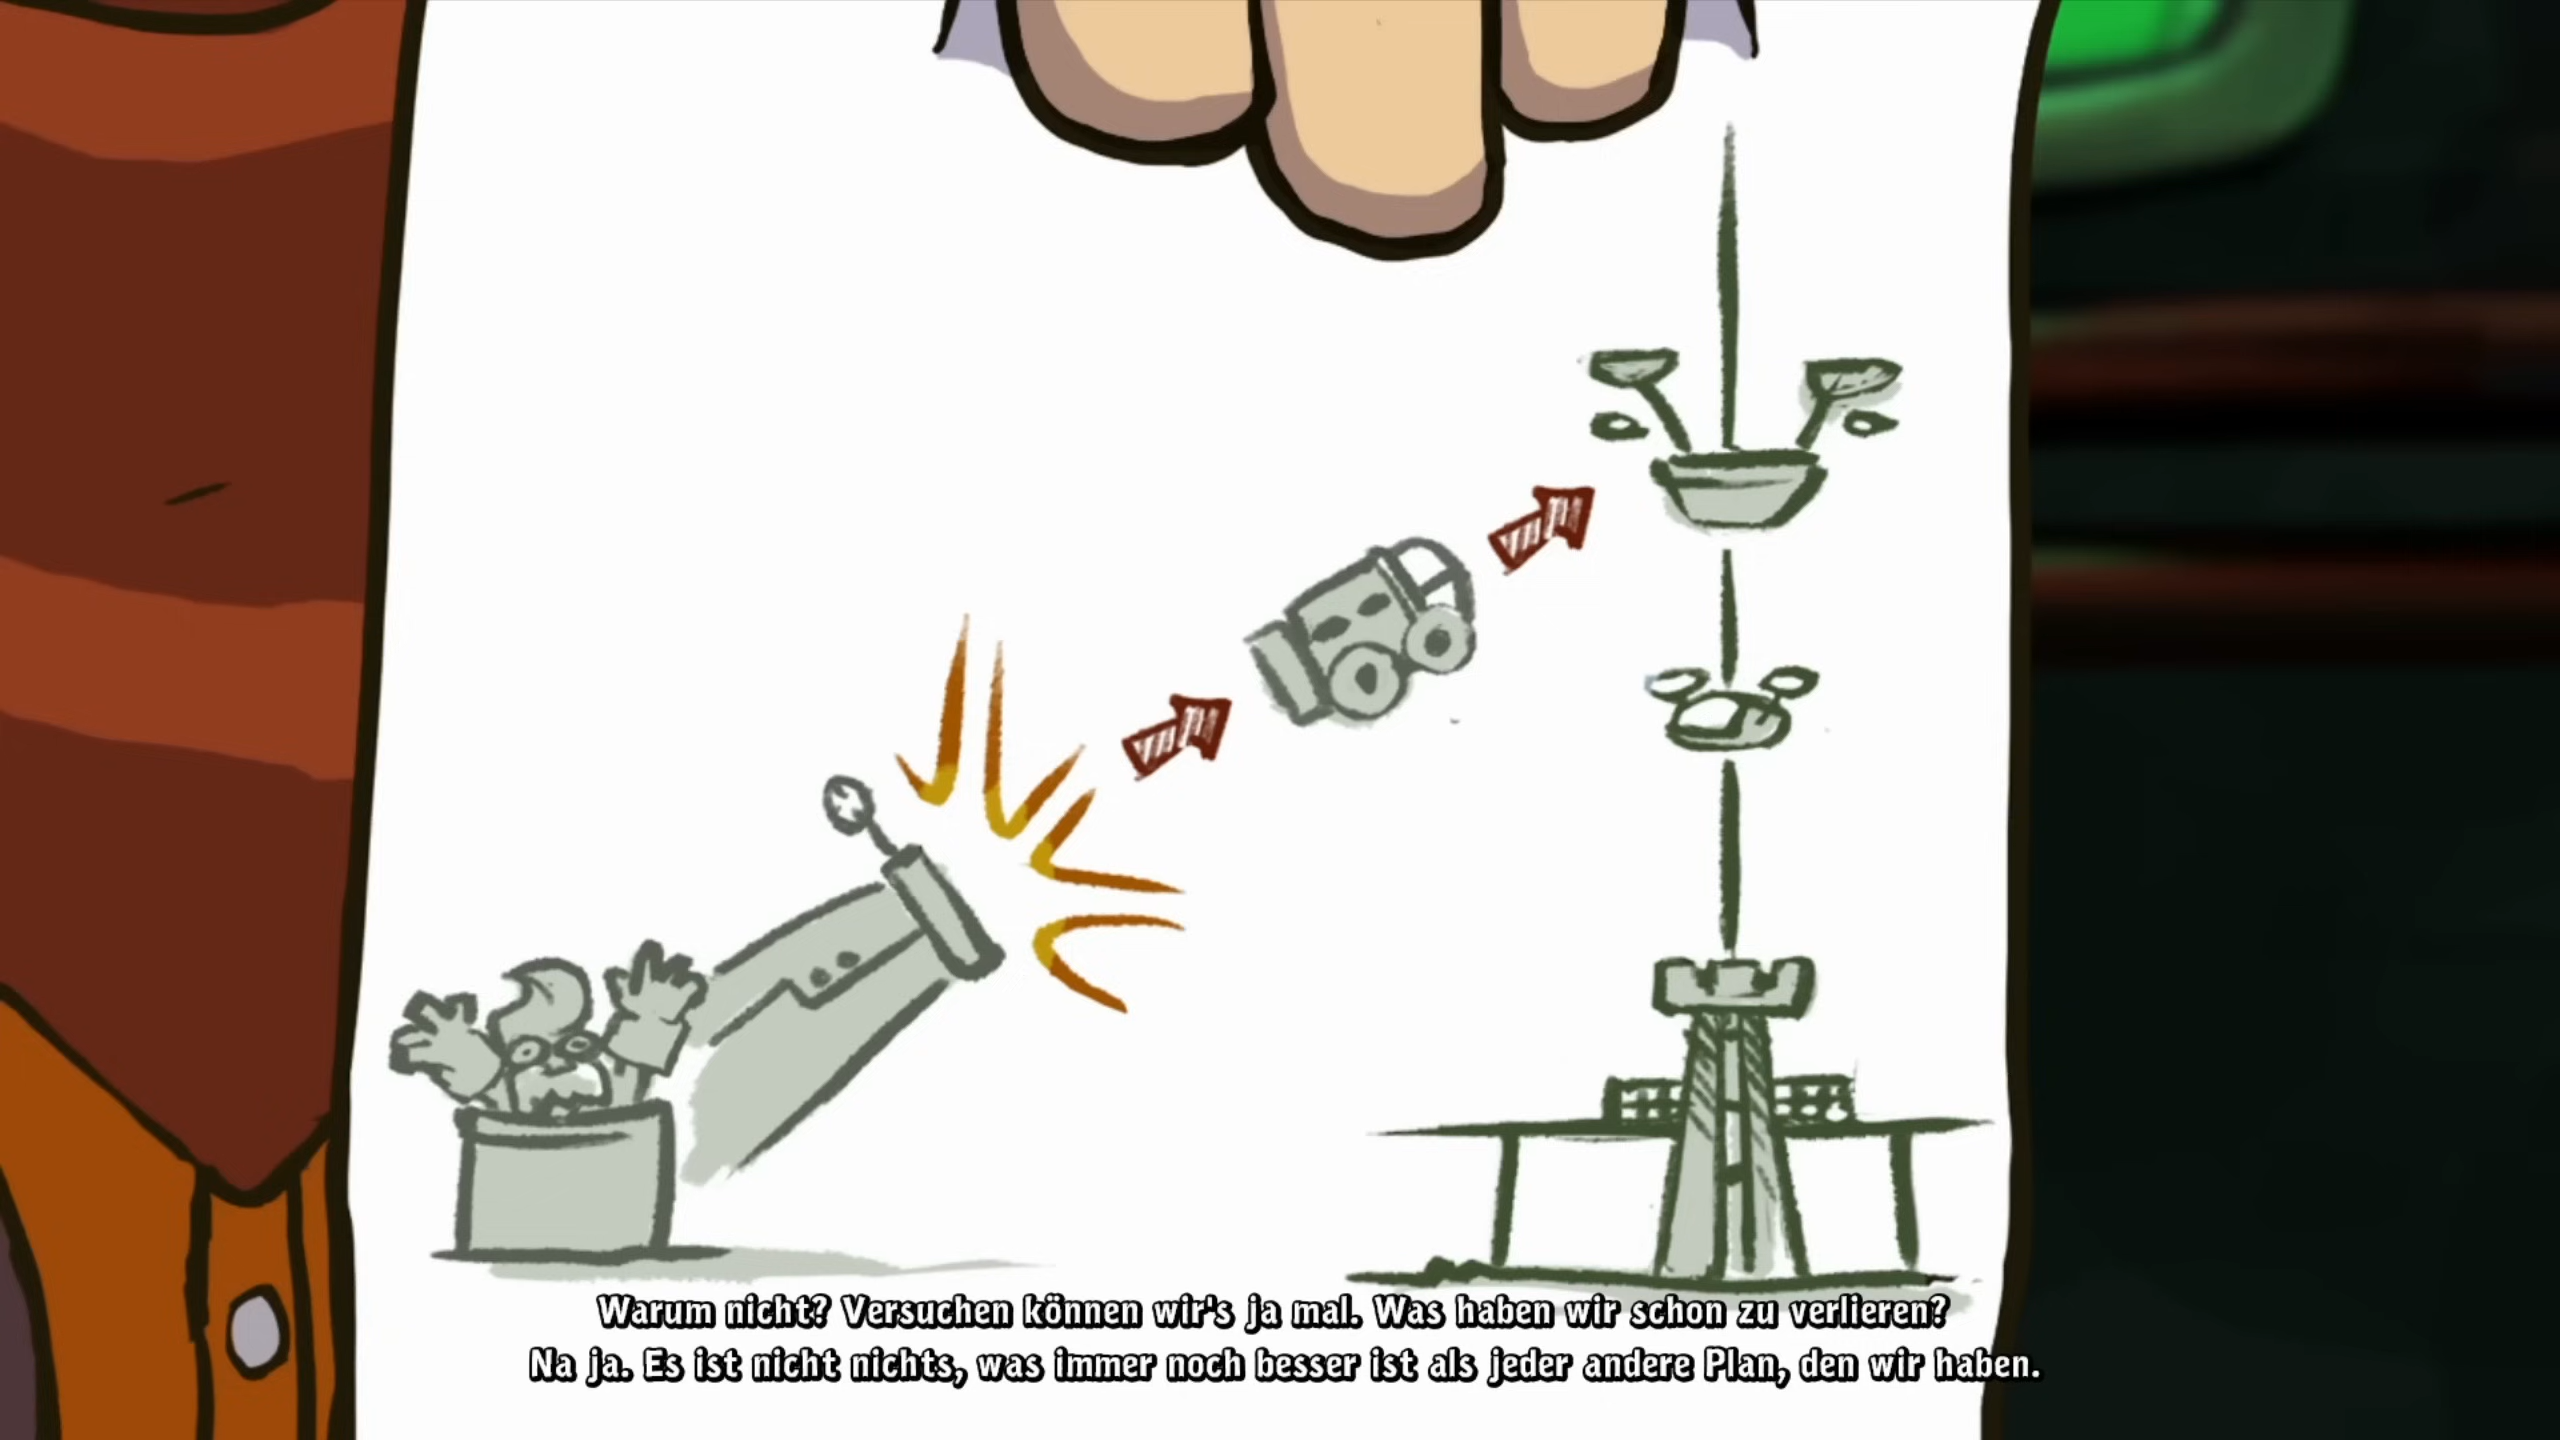 Warum nicht? Versuchen können wir's ja mal. Was haben wir schon zu verlieren?
Na ja. Es ist nicht nichts, was immer noch besser ist als jeder andere Plan, den wir haben.